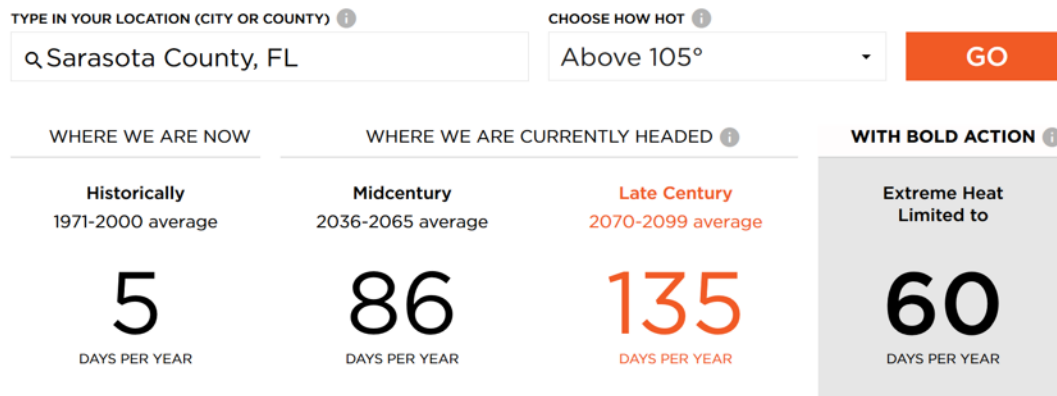 TYPE IN YOUR LOCATION (CITY OR COUNTY) i
CHOOSE HOW HOT i
Sarasota County, FL
Above 105°
GO
WHERE WE ARE NOW
WHERE WE ARE CURRENTLY HEADED i
WITH BOLD ACTION i
Historically
1971-2000 average
5
DAYS PER YEAR
Midcentury
2036-2065 average
86
DAYS PER YEAR
Late Century
2070-2099 average
135
DAYS PER YEAR
Extreme Heat
Limited to
60
DAYS PER YEAR